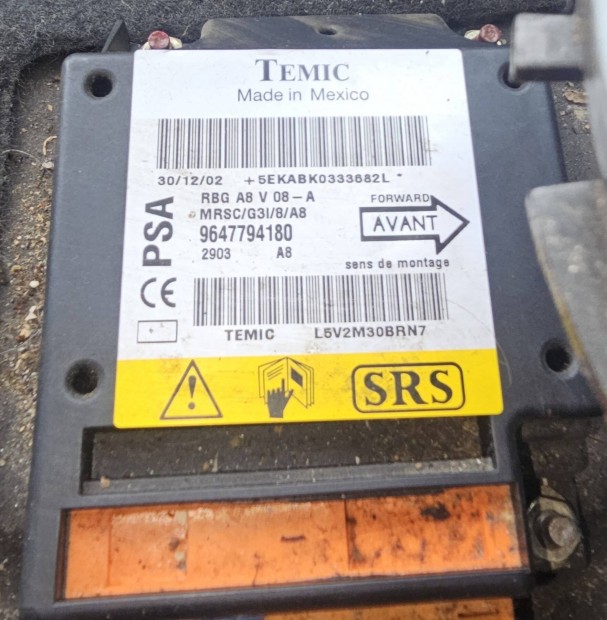 TEMIC
Made in Mexico
30/12/02 +5EKABK0333682L*
RBG A8 V 08-A
MRSC/G3I/8/A8
9647794180
2903 A8
PSA
CE
FORWARD
AVANT
sens de montage
TEMIC L5V2M30BRN7
SRS